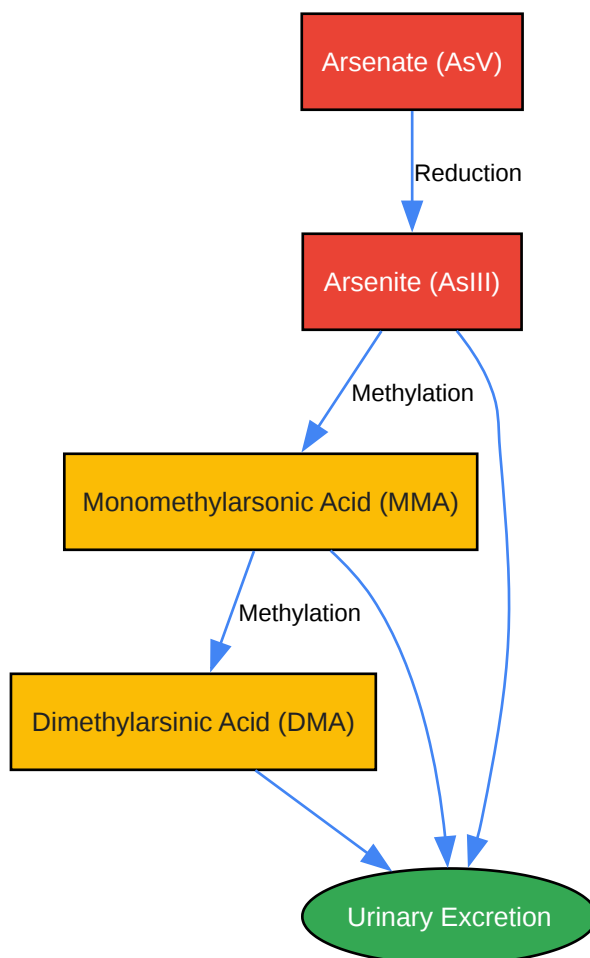 Arsenate (AsV)
Reduction
Arsenite (AsIII)
Methylation
Monomethylarsonic Acid (MMA)
Methylation
Dimethylarsinic Acid (DMA)
Urinary Excretion